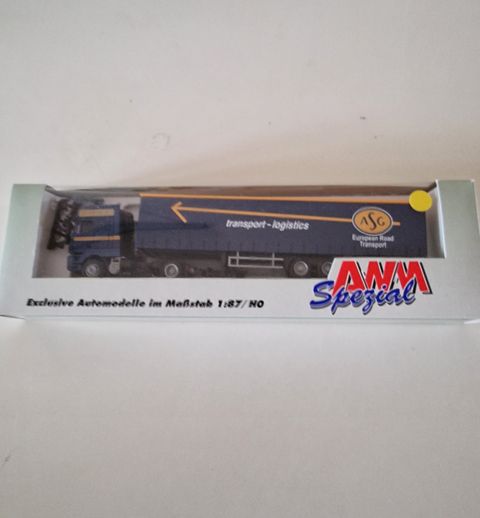 transport-logistics
ASG
European Road
Transport
AWM
Spezial
Exclusive Automodelle im Maßstab 1:87/H0